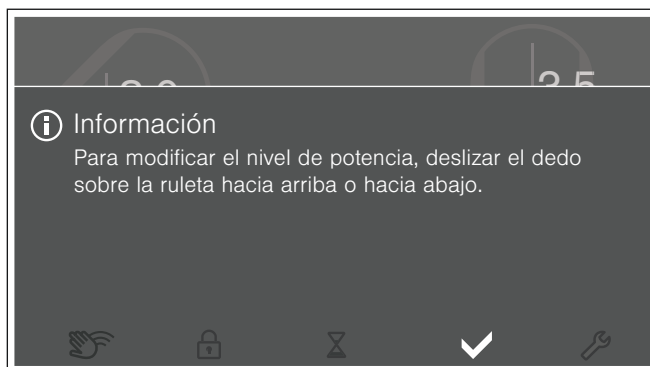 Información
Para modificar el nivel de potencia, deslizar el dedo
sobre la ruleta hacia arriba o hacia abajo.